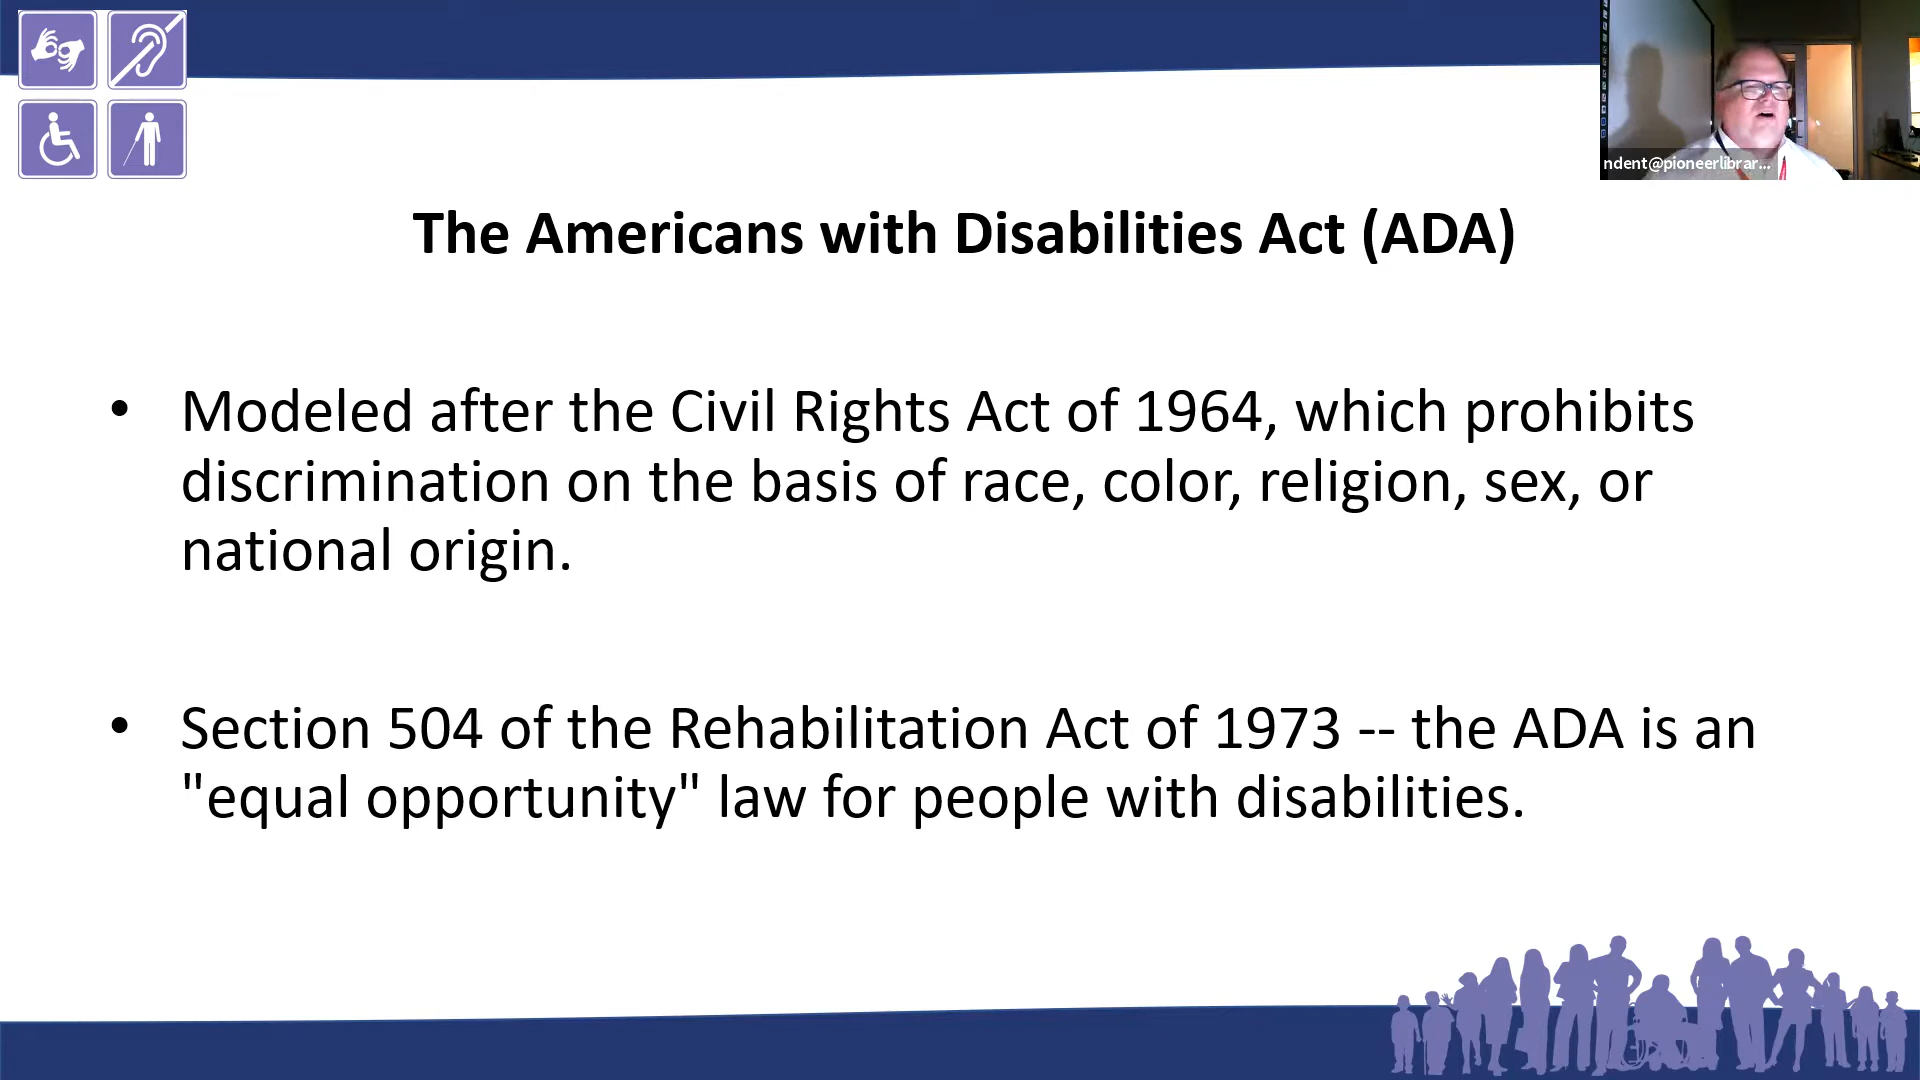 ndent@pioneerlibrar...
The Americans with Disabilities Act (ADA)
• Modeled after the Civil Rights Act of 1964, which prohibits
discrimination on the basis of race, color, religion, sex, or
national origin.
• Section 504 of the Rehabilitation Act of 1973 -- the ADA is an
"equal opportunity" law for people with disabilities.